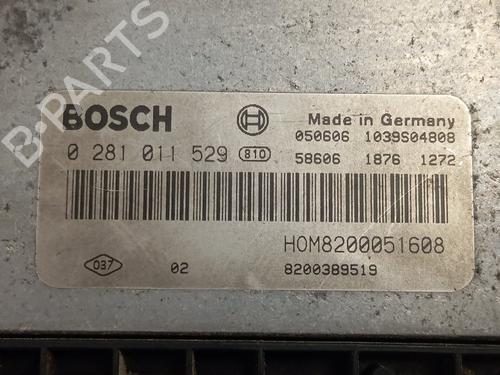 B-PARTS
BOSCH
Made in Germany
050606 1039S04808
0 281 011 529 810 58606 1876 1272
HOM8200051608
037 02 8200389519